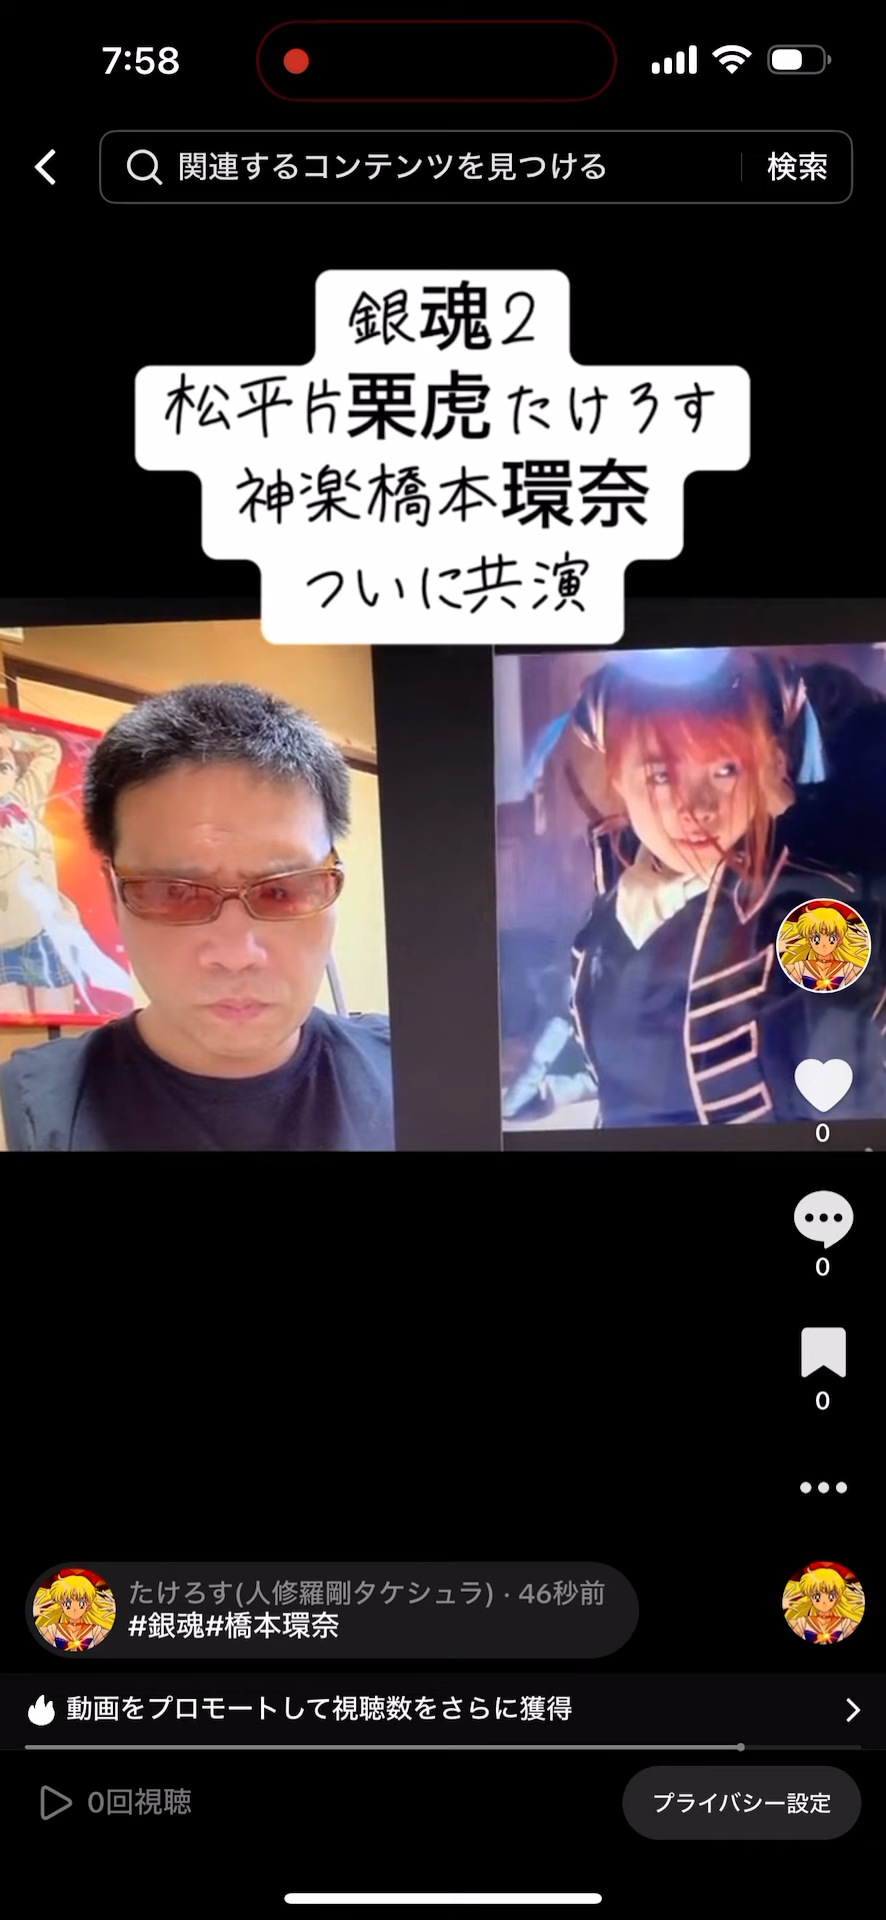 7:58
関連するコンテンツを見つける
検索
銀魂2
松平片栗虎たけろす
神楽橋本環奈
ついに共演
0
0
0
たけろす(人修羅剛タケシュラ) · 46秒前
#銀魂#橋本環奈
動画をプロモートして視聴数をさらに獲得
0回視聴
プライバシー設定